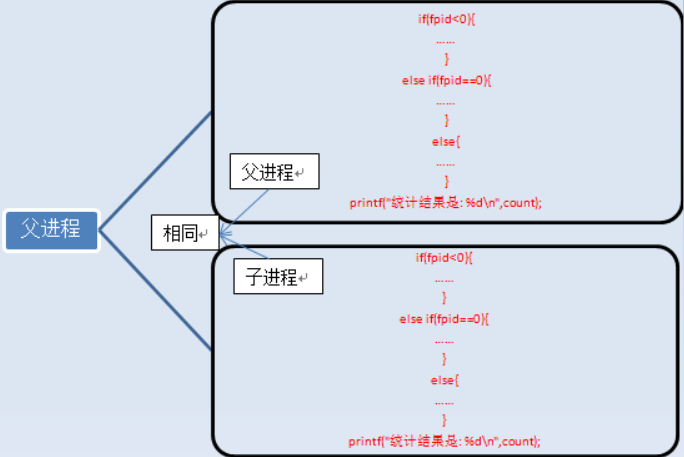 if(fpid<0){
......
}
else if(fpid==0){
......
}
else{
......
}
printf("统计结果是: %d\n",count);
父进程
父进程
相同
子进程
if(fpid<0){
......
}
else if(fpid==0){
......
}
else{
......
}
printf("统计结果是: %d\n",count);